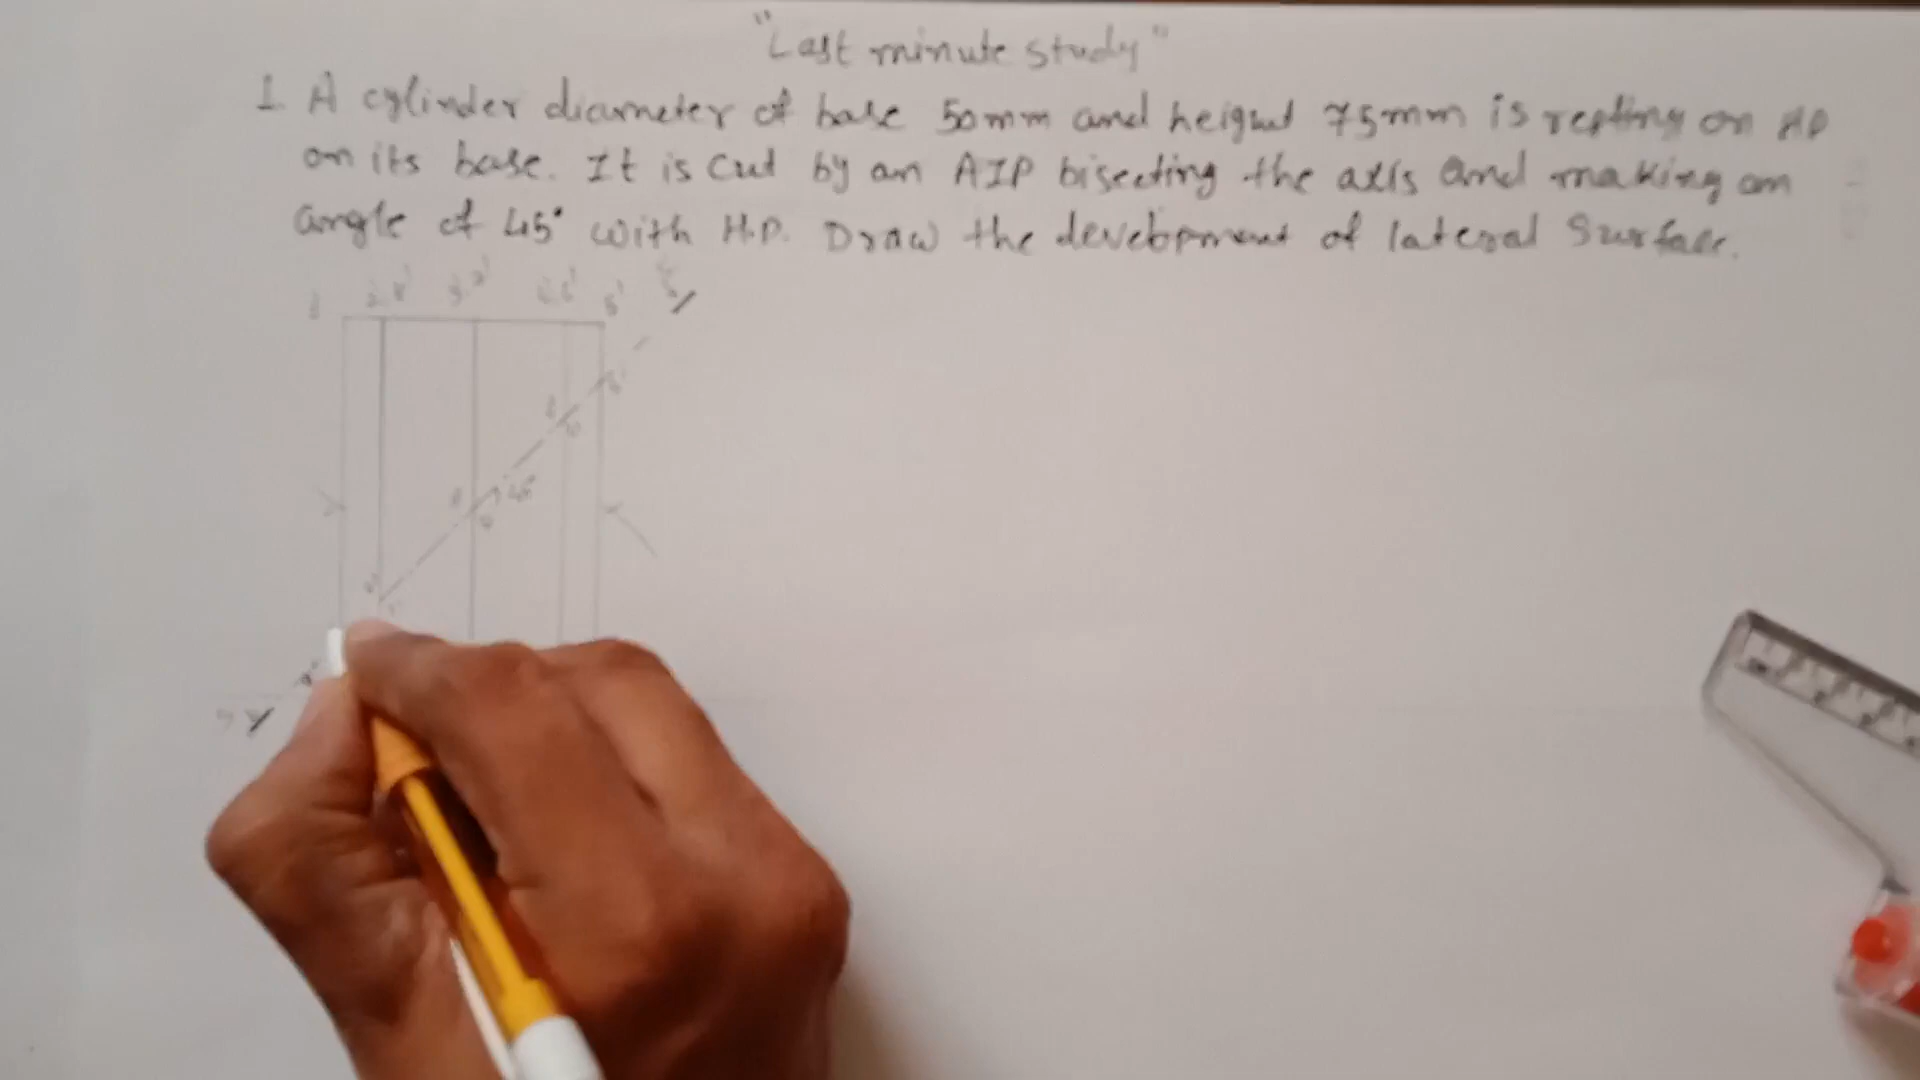 "Last minute study"
1. A cylinder diameter of base 50mm and height 75mm is resting on HP
on its base. It is cut by an AIP bisecting the axis and making an
angle of 45° with H.P. Draw the development of lateral Surface.
5'
45°